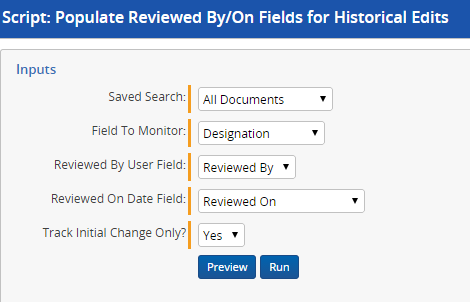 Script: Populate Reviewed By/On Fields for Historical Edits
Inputs
Saved Search: All Documents
Field To Monitor: Designation
Reviewed By User Field: Reviewed By
Reviewed On Date Field: Reviewed On
Track Initial Change Only? Yes
Preview Run